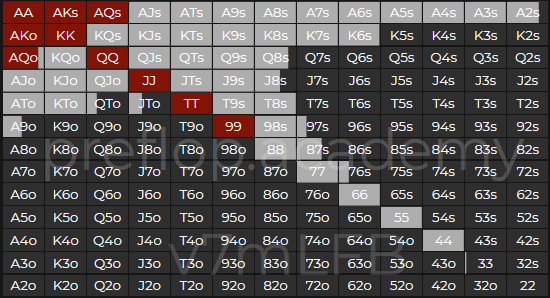 AA AKs AQs AJs ATs A9s A8s A7s A6s A5s A4s A3s A2s
AKo KK KQs KJs KTs K9s K8s K7s K6s K5s K4s K3s K2s
AQo KQo QQ QJs QTs Q9s Q8s Q7s Q6s Q5s Q4s Q3s Q2s
AJo KJo QJo JJ JTs J9s J8s J7s J6s J5s J4s J3s J2s
ATo KTo QTo JTo TT T9s T8s T7s T6s T5s T4s T3s T2s
A9o K9o Q9o J9o T9o 99 98s 97s 96s 95s 94s 93s 92s
A8o K8o Q8o J8o T8o 98o 88 87s 86s 85s 84s 83s 82s
preflop.academy
A7o K7o Q7o J7o T7o 97o 87o 77 76s 75s 74s 73s 72s
A6o K6o Q6o J6o T6o 96o 86o 76o 66 65s 64s 63s 62s
A5o K5o Q5o J5o T5o 95o 85o 75o 65o 55 54s 53s 52s
A4o K4o Q4o J4o T4o 94o 84o 74o 64o 54o 44 43s 42s
v7mLFB
A3o K3o Q3o J3o T3o 93o 83o 73o 63o 53o 43o 33 32s
A2o K2o Q2o J2o T2o 92o 82o 72o 62o 52o 42o 32o 22